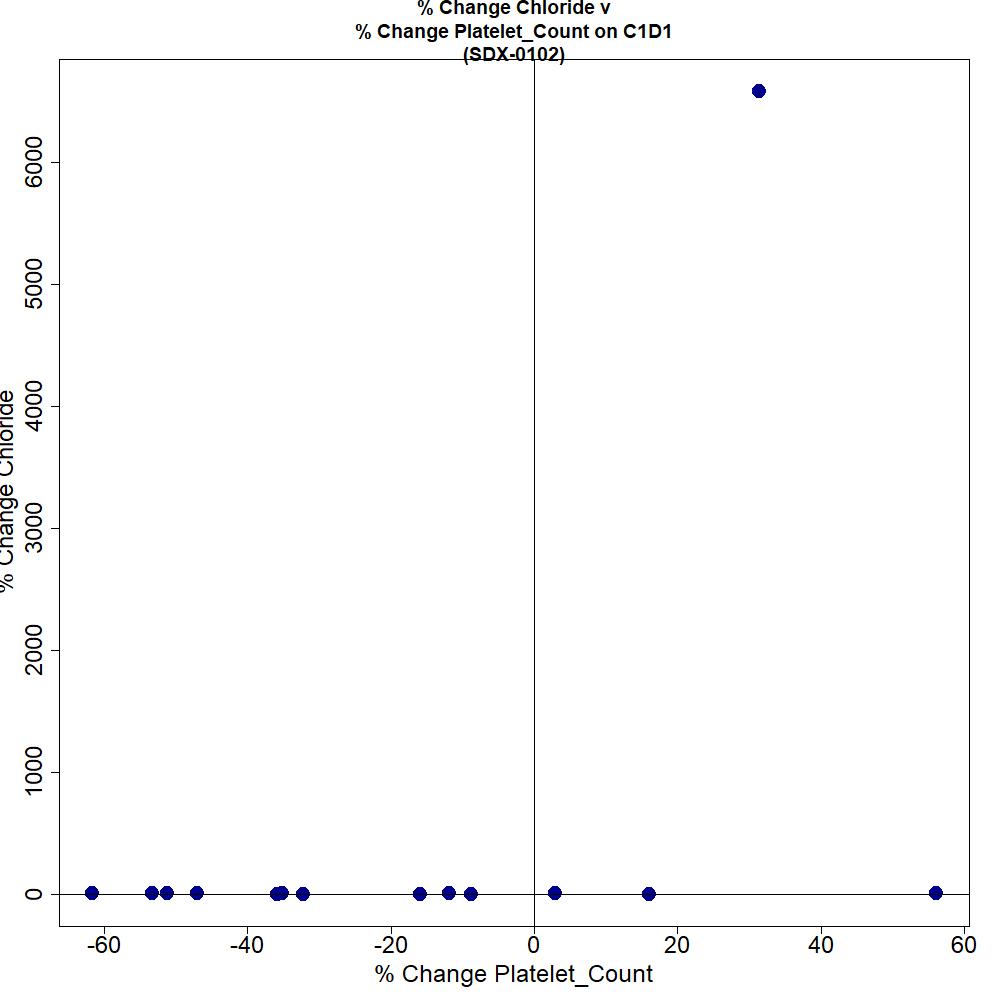 % Change Chloride v
% Change Platelet_Count on C1D1
(SDX-0102)
% Change Chloride
6000
5000
4000
3000
2000
1000
0
-60
-40
-20
0
20
40
60
% Change Platelet_Count